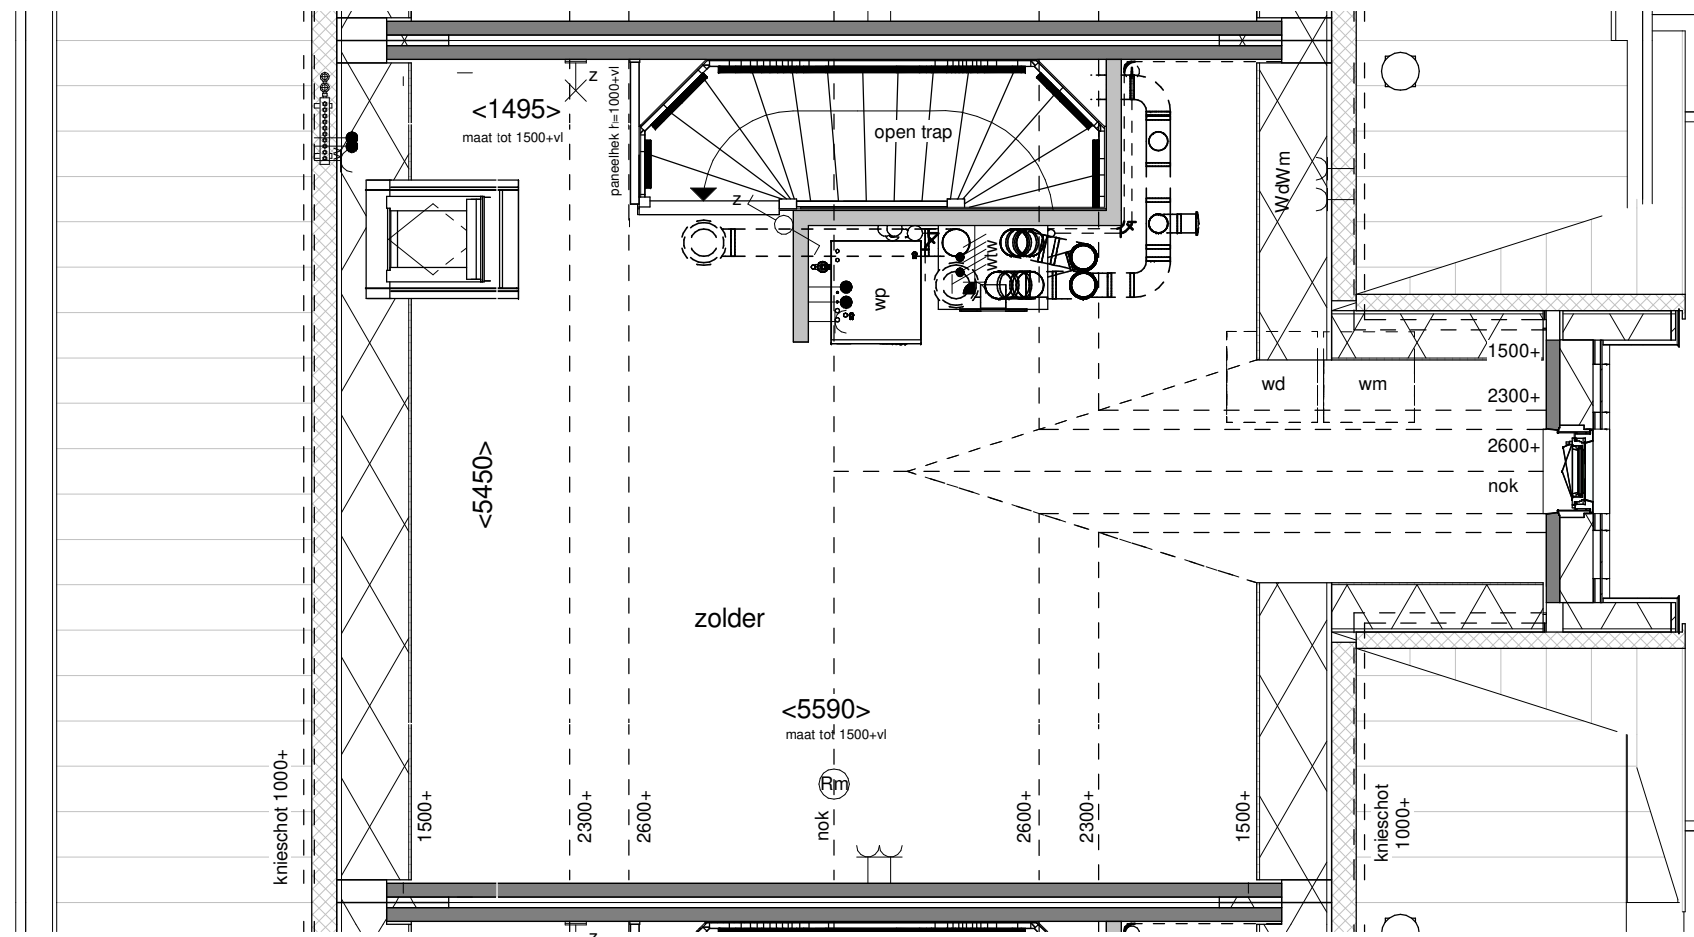 z
<1495>
maat tot 1500+vl
paneelhek h=1000+vl
open trap
z
WdWm
wtw
wp
1500+
wd
wm
2300+
2600+
nok
<5450>
zolder
<5590>
maat tot 1500+vl
Rm
knieschot 1000+
1500+
2300+
2600+
nok
2600+
2300+
1500+
knieschot
1000+
z